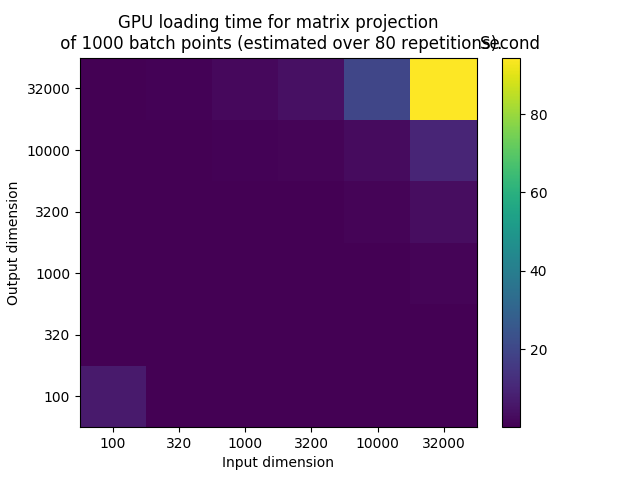 GPU loading time for matrix projection
of 1000 batch points (estimated over 80 repetitions).
Second
32000
10000
3200
1000
320
100
Output dimension
100 320 1000 3200 10000 32000
Input dimension
80
60
40
20